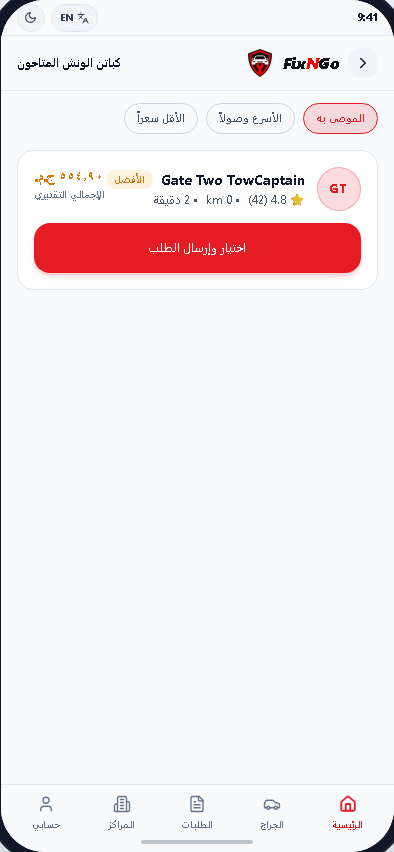 9:41
EN
FixNGo
كباتن الونش المتاحون
الموصى به
الأسرع وصولاً
الأقل سعراً
GT
Gate Two TowCaptain
الأفضل
٥٥٤,٩٠ ج.م.
4.8 (42) • 0 km • 2 دقيقة
الإجمالي التقديري
اختيار وإرسال الطلب
الرئيسية
الجراج
الطلبات
المراكز
حسابي